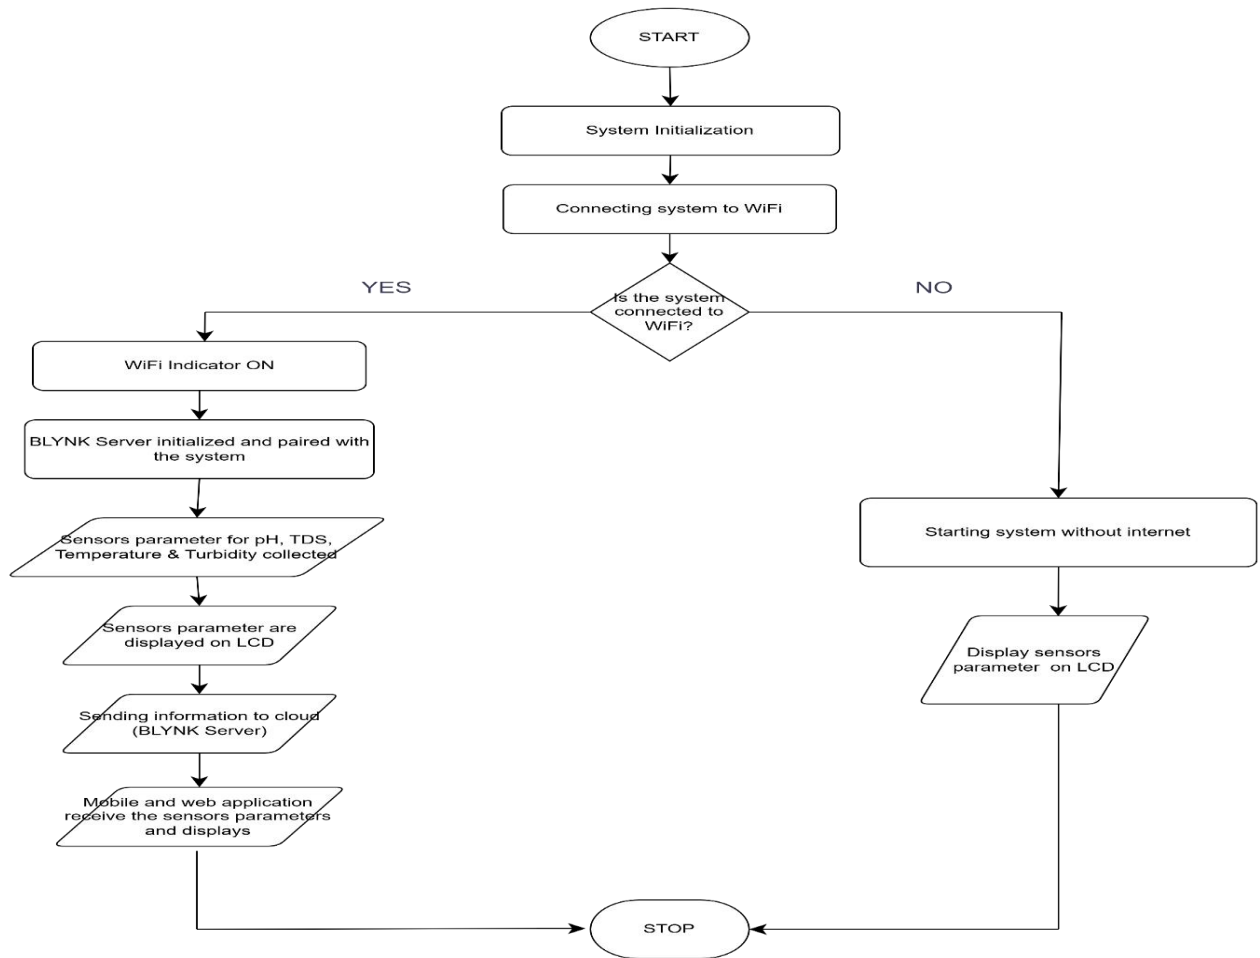 START
System Initialization
Connecting system to WiFi
Is the system
connected to
WiFi?
YES
NO
WiFi Indicator ON
BLYNK Server initialized and paired with
the system
Sensors parameter for pH, TDS,
Temperature & Turbidity collected
Sensors parameter are
displayed on LCD
Sending information to cloud
(BLYNK Server)
Mobile and web application
receive the sensors parameters
and displays
Starting system without internet
Display sensors
parameter on LCD
STOP